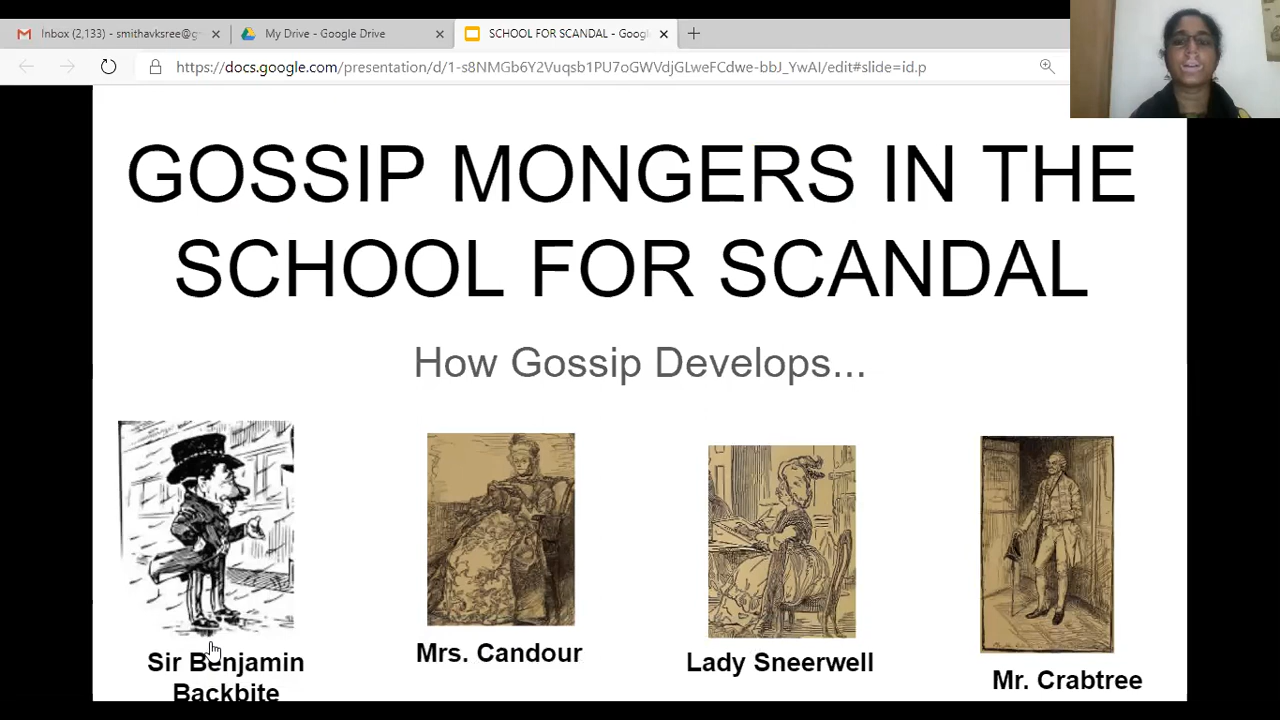 Inbox (2,133) - smithavksree@g
My Drive - Google Drive
SCHOOL FOR SCANDAL - Googl
https://docs.google.com/presentation/d/1-s8NMGb6Y2Vuqsb1PU7oGWVdjGLweFCdwe-bbJ_YwAI/edit#slide=id.p
GOSSIP MONGERS IN THE
SCHOOL FOR SCANDAL
How Gossip Develops...
Sir Benjamin
Backbite
Mrs. Candour
Lady Sneerwell
Mr. Crabtree